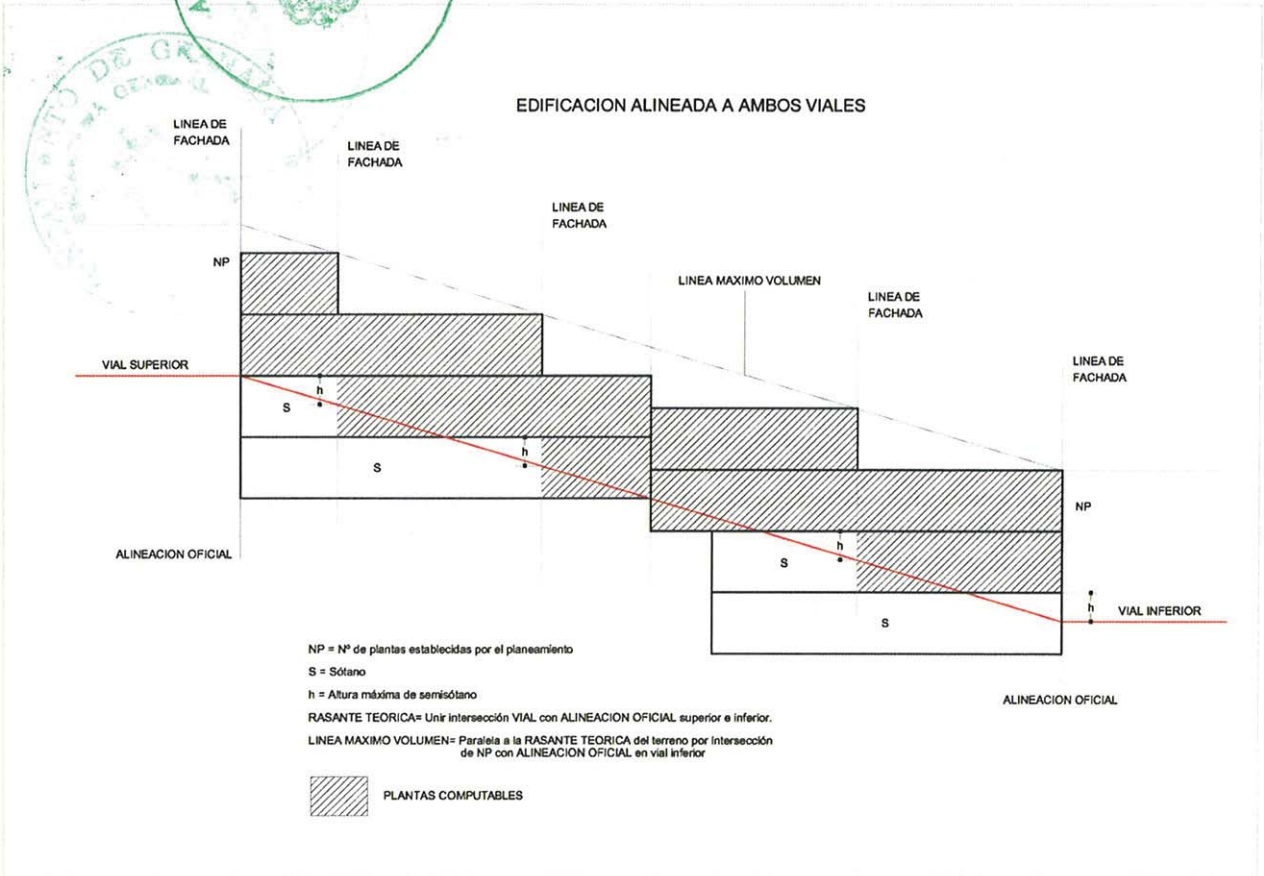 TO DE GRANA
EDIFICACION ALINEADA A AMBOS VIALES
LINEA DE
FACHADA
LINEA DE
FACHADA
LINEA DE
FACHADA
NP
LINEA MAXIMO VOLUMEN
LINEA DE
FACHADA
VIAL SUPERIOR
LINEA DE
FACHADA
h
S
h
S
NP
ALINEACION OFICIAL
h
S
h
VIAL INFERIOR
S
NP = Nº de plantas establecidas por el planeamiento
S = Sótano
h = Altura máxima de semisótano
ALINEACION OFICIAL
RASANTE TEORICA= Unir intersección VIAL con ALINEACION OFICIAL superior e inferior.
LINEA MAXIMO VOLUMEN= Paralela a la RASANTE TEORICA del terreno por intersección
de NP con ALINEACION OFICIAL en vial inferior
PLANTAS COMPUTABLES